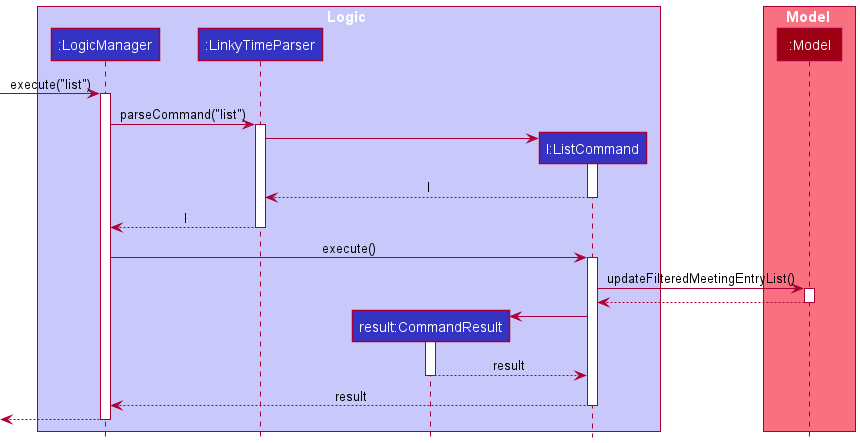 Logic
Model
:LogicManager
:LinkyTimeParser
:Model
execute("list")
parseCommand("list")
l:ListCommand
l
l
execute()
updateFilteredMeetingEntryList()
result:CommandResult
result
result